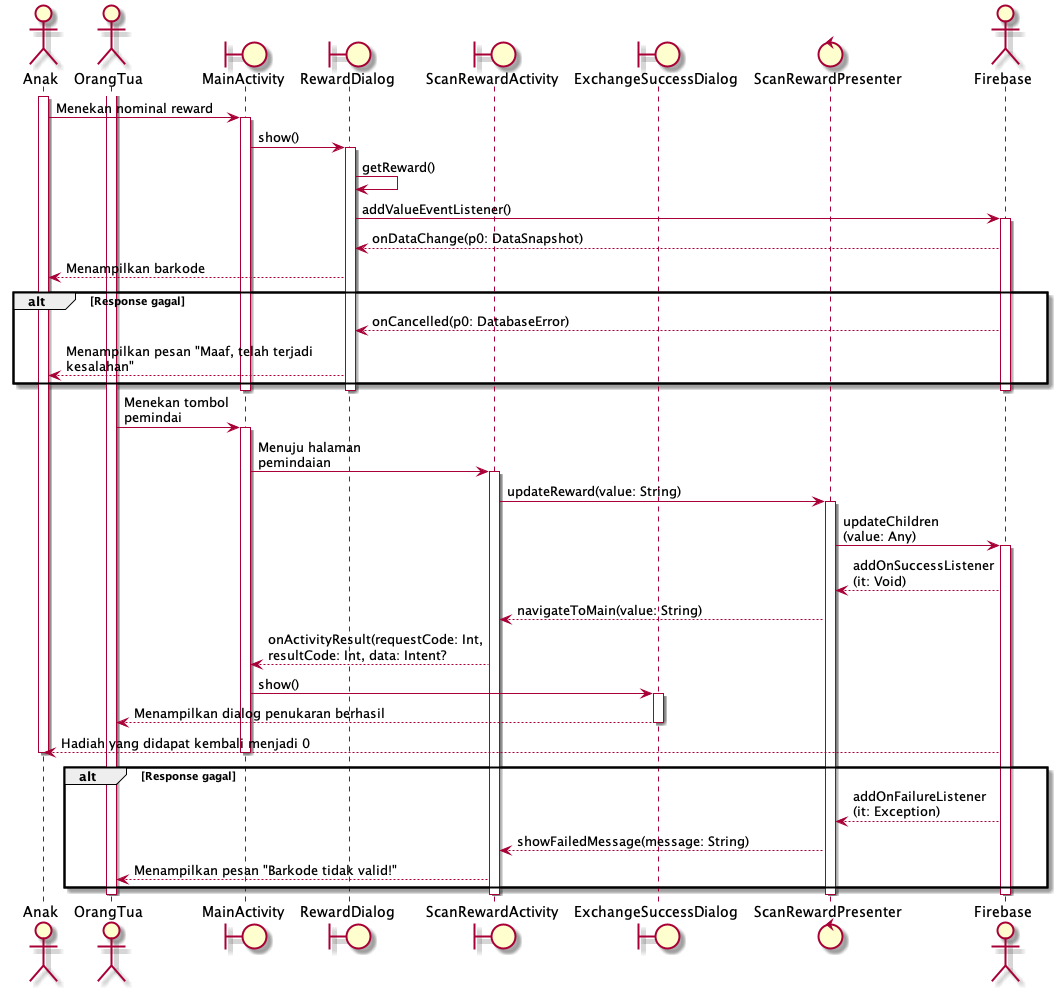 Anak
OrangTua
MainActivity
RewardDialog
ScanRewardActivity
ExchangeSuccessDialog
ScanRewardPresenter
Firebase
Menekan nominal reward
show()
getReward()
addValueEventListener()
onDataChange(p0: DataSnapshot)
Menampilkan barkode
alt
[Response gagal]
onCancelled(p0: DatabaseError)
Menampilkan pesan "Maaf, telah terjadi
kesalahan"
Menekan tombol
pemindai
Menuju halaman
pemindaian
updateReward(value: String)
updateChildren
(value: Any)
addOnSuccessListener
(it: Void)
navigateToMain(value: String)
onActivityResult(requestCode: Int,
resultCode: Int, data: Intent?
show()
Menampilkan dialog penukaran berhasil
Hadiah yang didapat kembali menjadi 0
alt
[Response gagal]
addOnFailureListener
(it: Exception)
showFailedMessage(message: String)
Menampilkan pesan "Barkode tidak valid!"
Anak
OrangTua
MainActivity
RewardDialog
ScanRewardActivity
ExchangeSuccessDialog
ScanRewardPresenter
Firebase